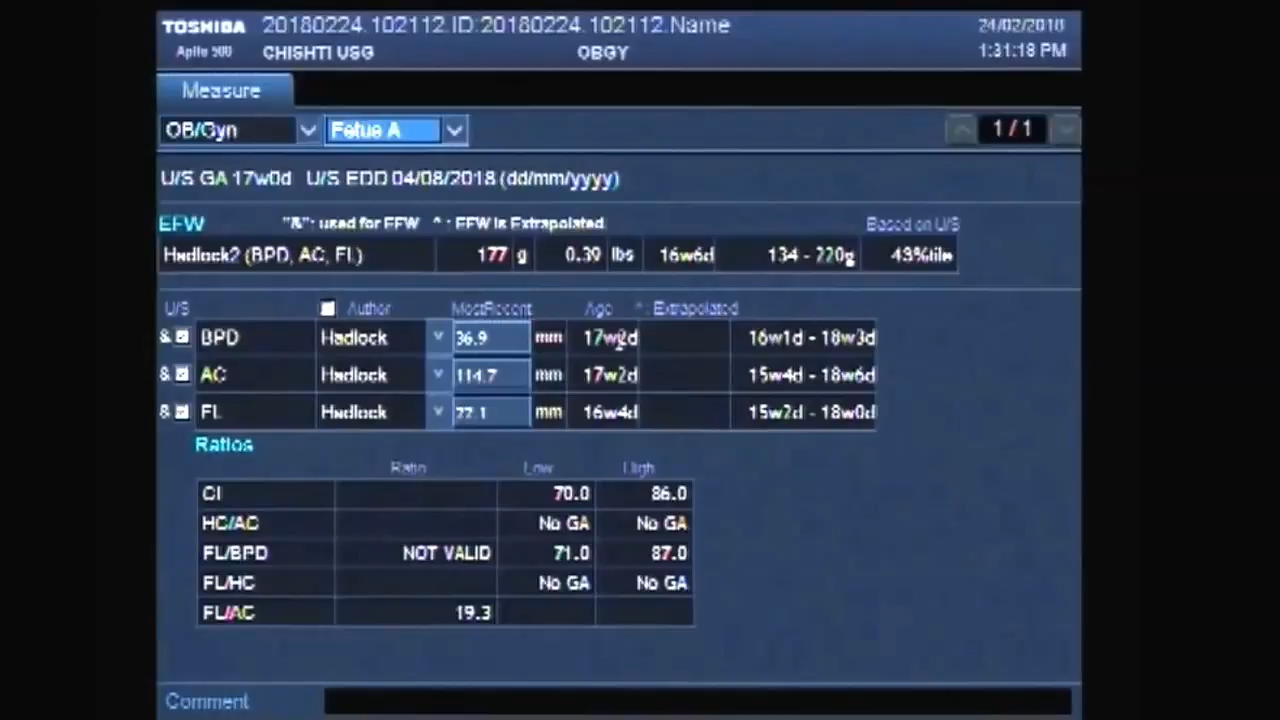 TOSHIBA 20180224.102112.ID 20180224.102112.Name 24/02/2018
Aplio 500 CHISHTI USG OBGY 1:31:18 PM
Measure
OB/Gyn Fetus A 1 / 1
U/S GA 17w0d U/S EDD 04/08/2018 (dd/mm/yyyy)
EFW "&": used for EFW ^ : EFW is Extrapolated Based on U/S
Hadlock2 (BPD, AC, FL) 177 g 0.39 lbs 16w6d 134 - 220g 43%tile
U/S Author MostRecent Age ^ : Extrapolated
& BPD Hadlock 36.9 mm 17w2d 16w1d - 18w3d
& AC Hadlock 114.7 mm 17w2d 15w4d - 18w6d
& FL Hadlock 22.1 mm 16w4d 15w2d - 18w0d
Ratios
Ratio Low High
CI 70.0 86.0
HC/AC No GA No GA
FL/BPD NOT VALID 71.0 87.0
FL/HC No GA No GA
FL/AC 19.3
Comment